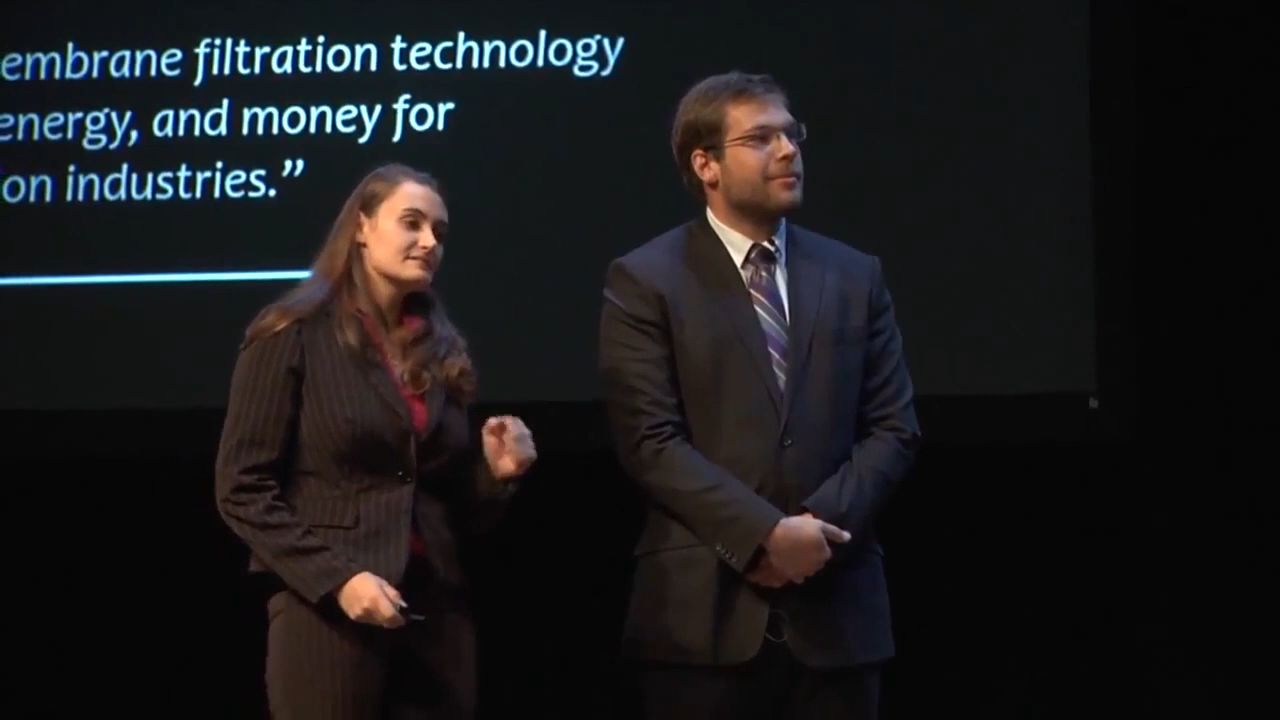 embrane filtration technology
energy, and money for
on industries.”